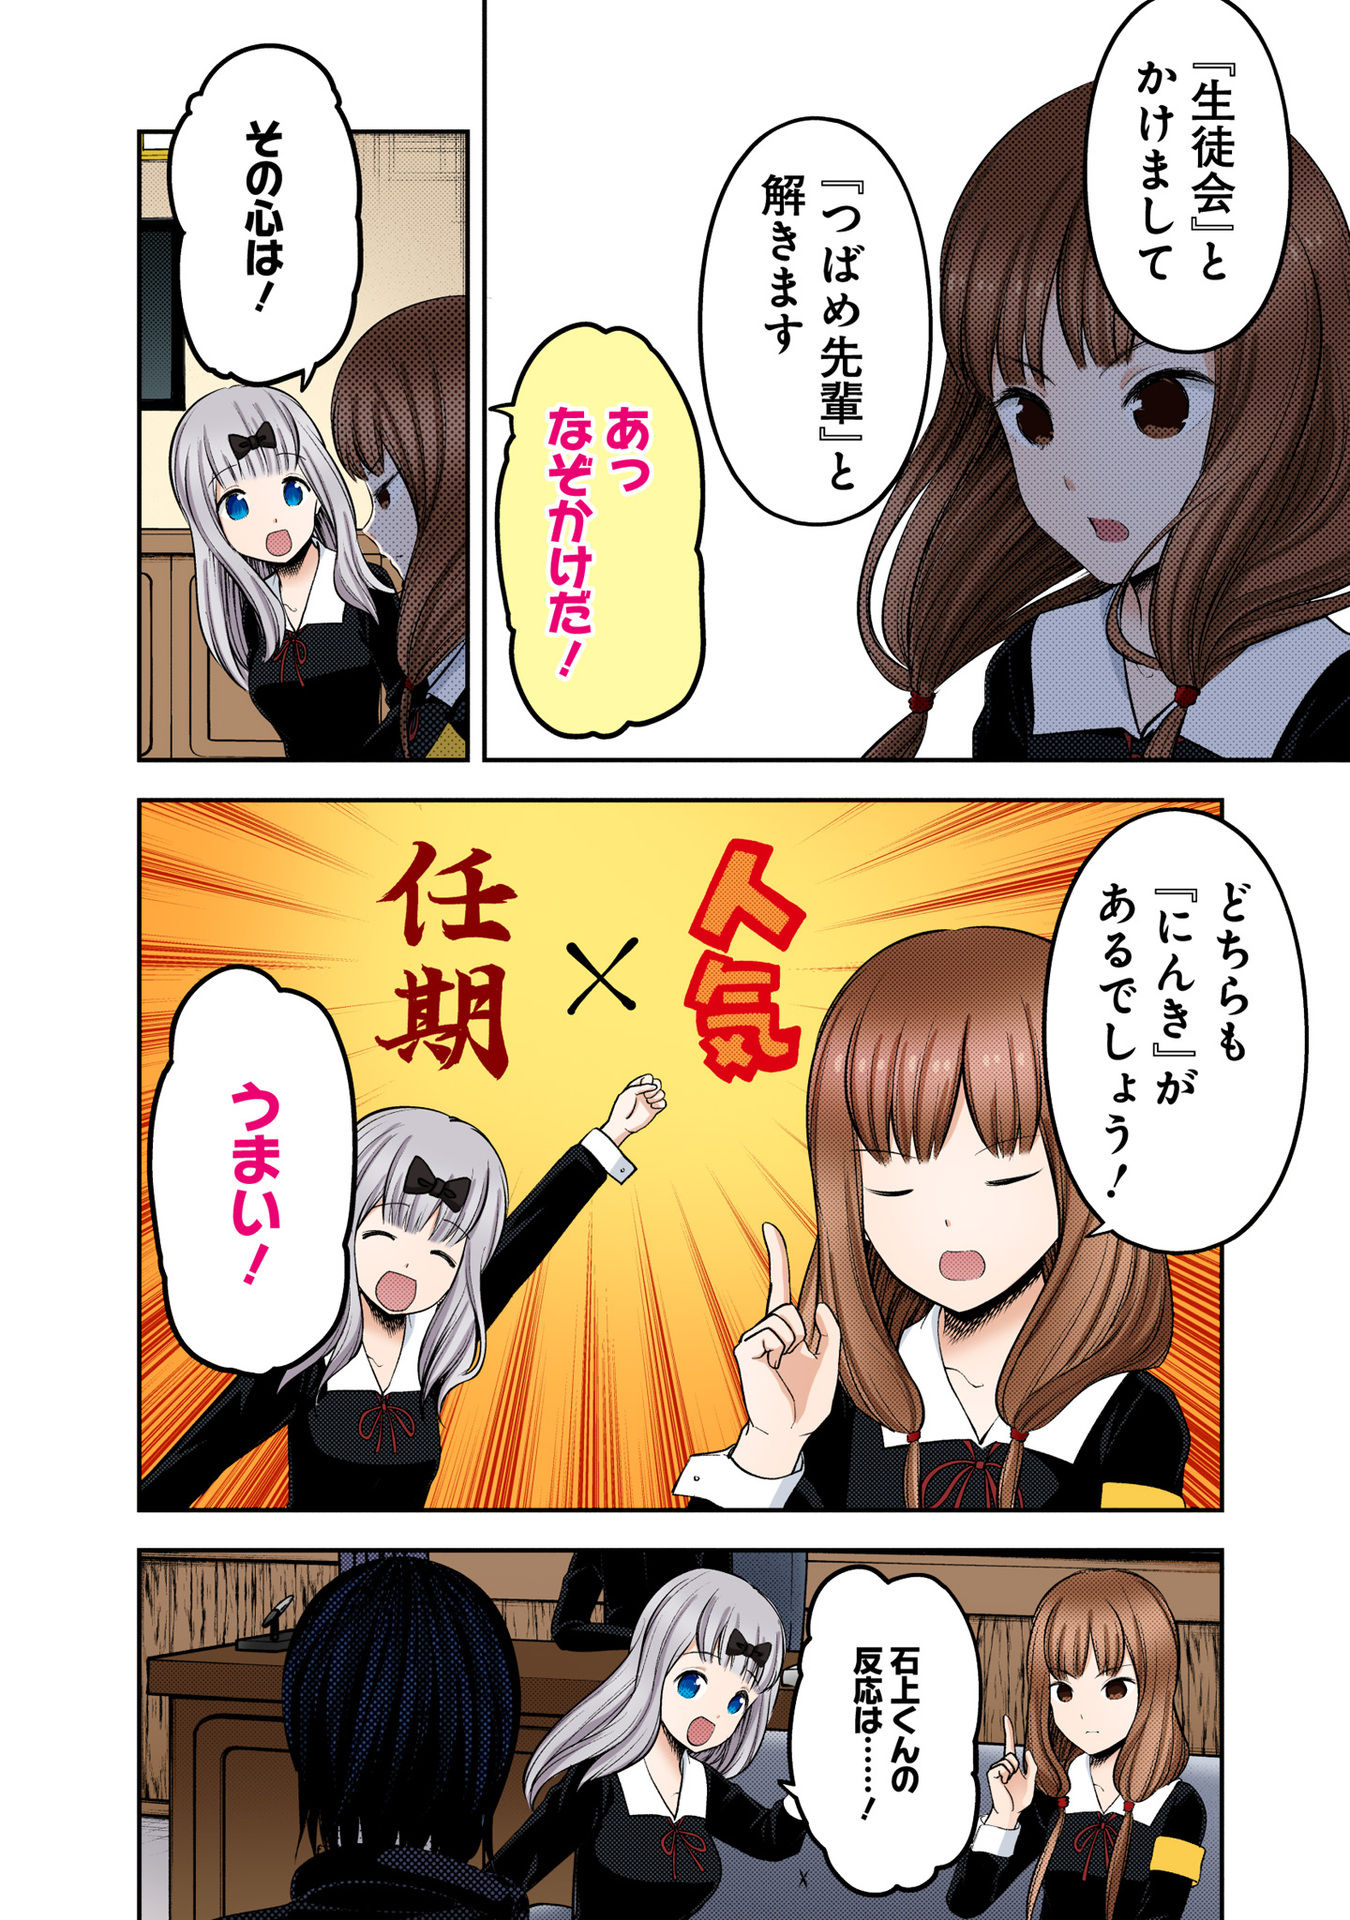 『生徒会』と
かけまして
『つばめ先輩』と
解きます
あっ
なぞかけだ！
その心は！
どちらも
『にんき』が
あるでしょう！
人気
×
任期
うまい！
石上くんの
反応は……！